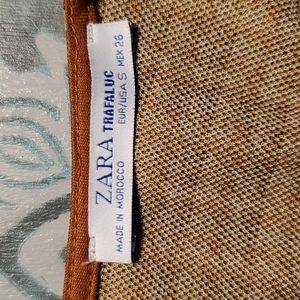 ZARA
TRAFALUC
EUR/USA S MEX 26
MADE IN MOROCCO